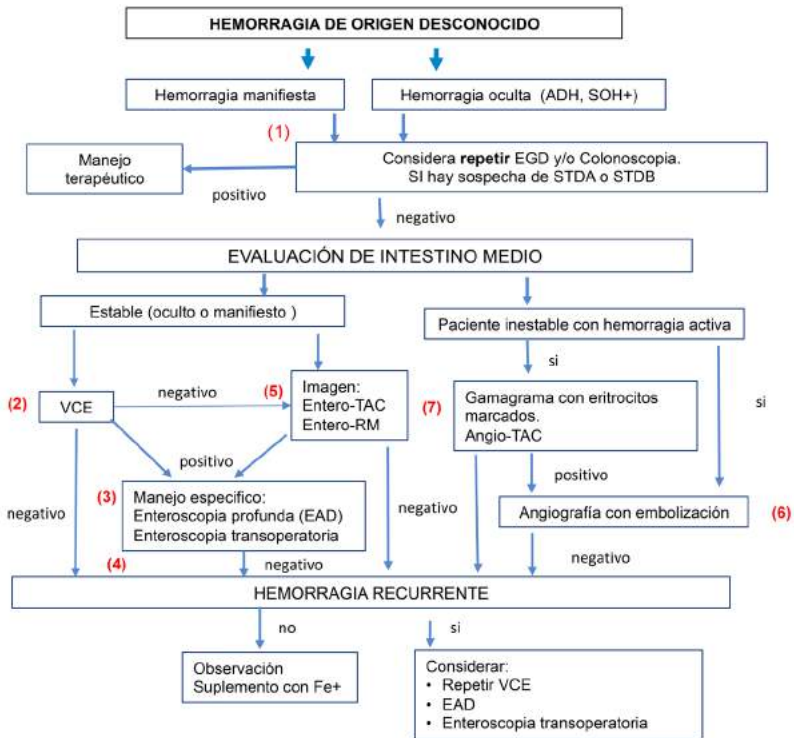 HEMORRAGIA DE ORIGEN DESCONOCIDO
Hemorragia manifiesta
Hemorragia oculta (ADH, SOH+)
(1)
Manejo
terapéutico
Considera repetir EGD y/o Colonoscopia.
SI hay sospecha de STDA o STDB
positivo
negativo
EVALUACIÓN DE INTESTINO MEDIO
Estable (oculto o manifiesto )
Paciente inestable con hemorragia activa
si
(2)
VCE
negativo
(5)
Imagen:
Entero-TAC
Entero-RM
(7)
Gamagrama con eritrocitos
marcados.
Angio-TAC
si
positivo
positivo
(3)
Manejo especifico:
Enteroscopia profunda (EAD)
Enteroscopia transoperatoria
negativo
negativo
Angiografía con embolización
(6)
(4)
negativo
negativo
HEMORRAGIA RECURRENTE
no
si
Observación
Suplemento con Fe+
Considerar:
• Repetir VCE
• EAD
• Enteroscopia transoperatoria